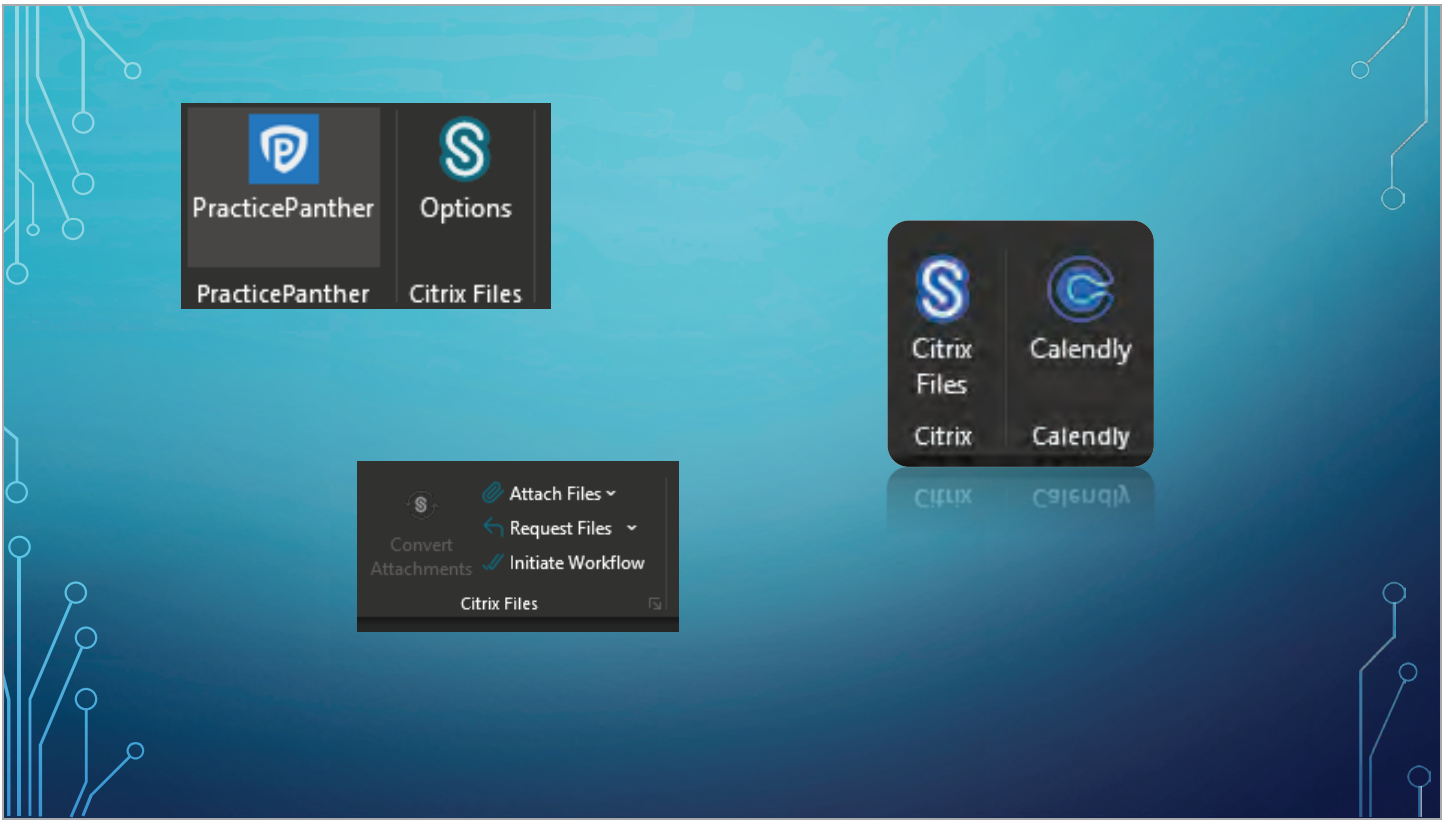 PracticePanther
Options
PracticePanther
Citrix Files
Citrix
Files
Calendly
Citrix
Calendly
Convert
Attachments
Attach Files
Request Files
Initiate Workflow
Citrix Files